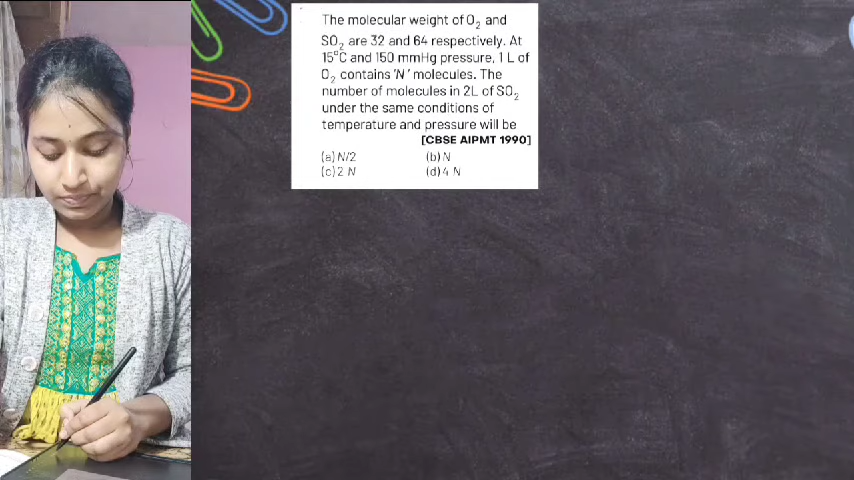 The molecular weight of O₂ and
SO₂ are 32 and 64 respectively. At
15°C and 150 mmHg pressure, 1 L of
O₂ contains 'N' molecules. The
number of molecules in 2L of SO₂
under the same conditions of
temperature and pressure will be
[CBSE AIPMT 1990]
(a) N/2 (b) N
(c) 2 N (d) 4 N